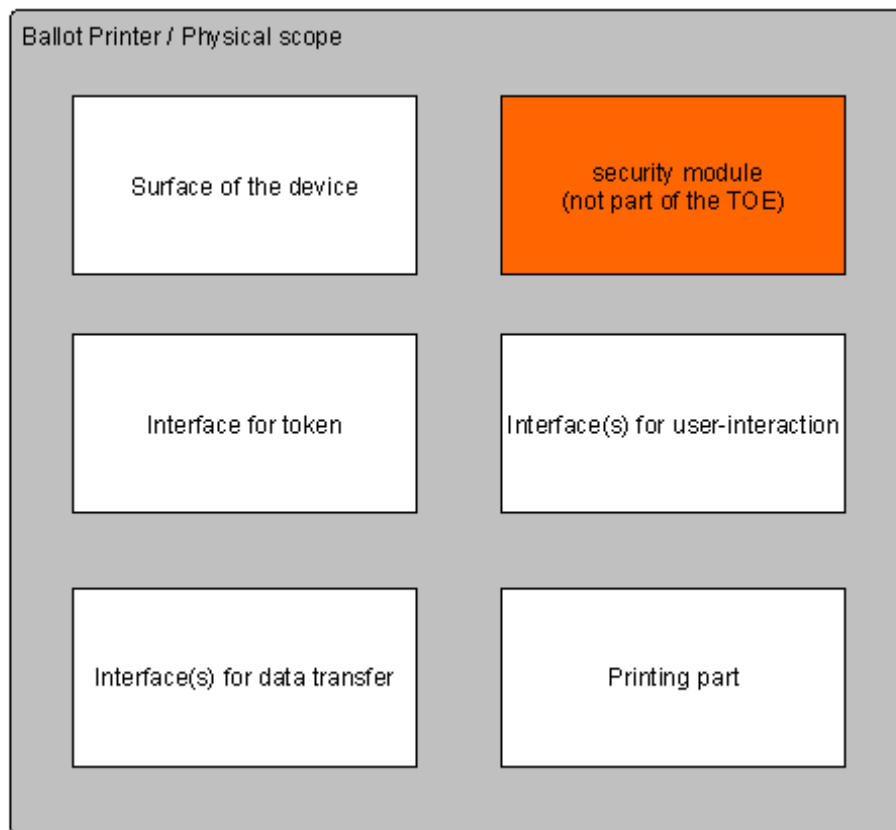 Ballot Printer / Physical scope
Surface of the device
security module
(not part of the TOE)
Interface for token
Interface(s) for user-interaction
Interface(s) for data transfer
Printing part